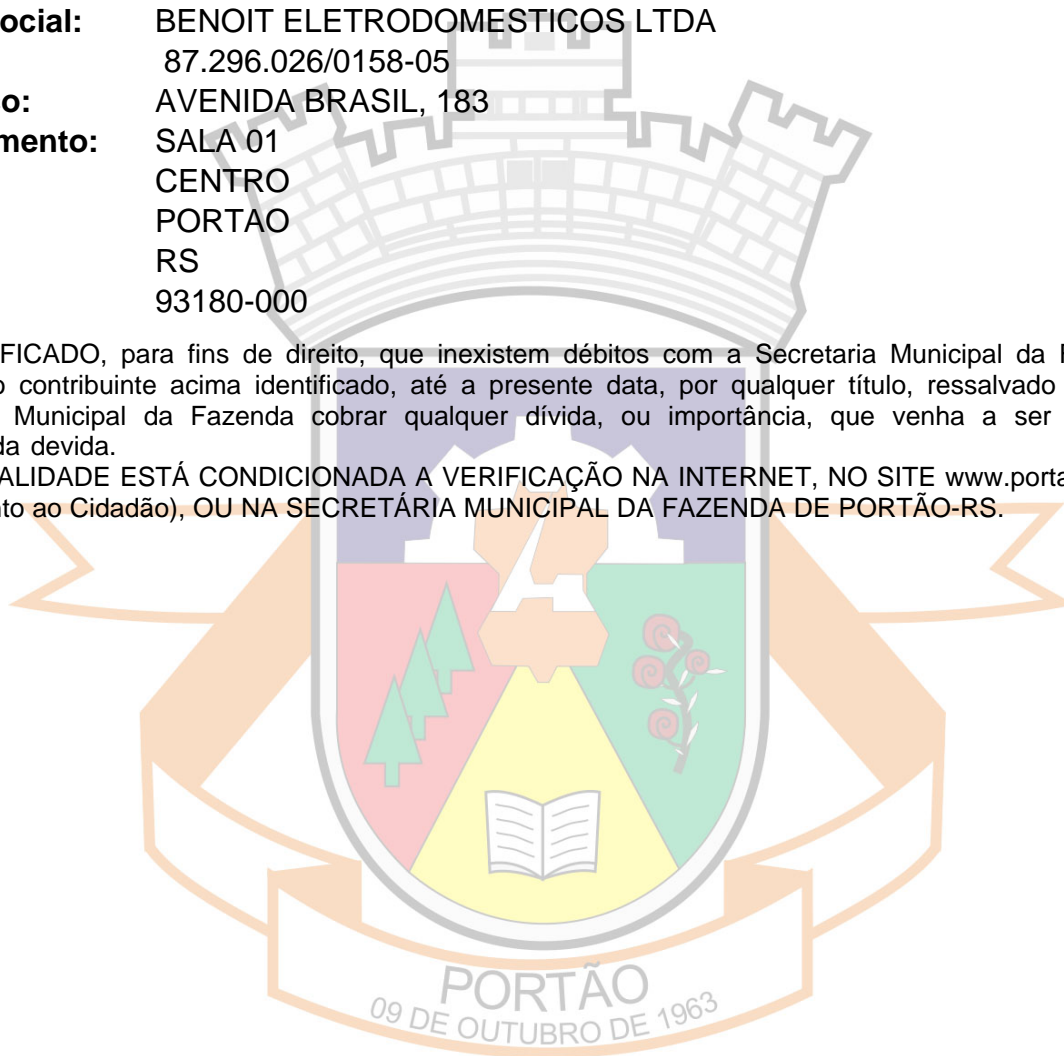 ocial: BENOIT ELETRODOMESTICOS LTDA
87.296.026/0158-05
o: AVENIDA BRASIL, 183
mento: SALA 01
CENTRO
PORTAO
RS
93180-000
FICADO, para fins de direito, que inexistem débitos com a Secretaria Municipal da
o contribuinte acima identificado, até a presente data, por qualquer título, ressalvado
Municipal da Fazenda cobrar qualquer dívida, ou importância, que venha a ser
da devida.
ALIDADE ESTÁ CONDICIONADA A VERIFICAÇÃO NA INTERNET, NO SITE www.porta
nto ao Cidadão), OU NA SECRETÁRIA MUNICIPAL DA FAZENDA DE PORTÃO-RS.
PORTÃO
09 DE OUTUBRO DE 1963